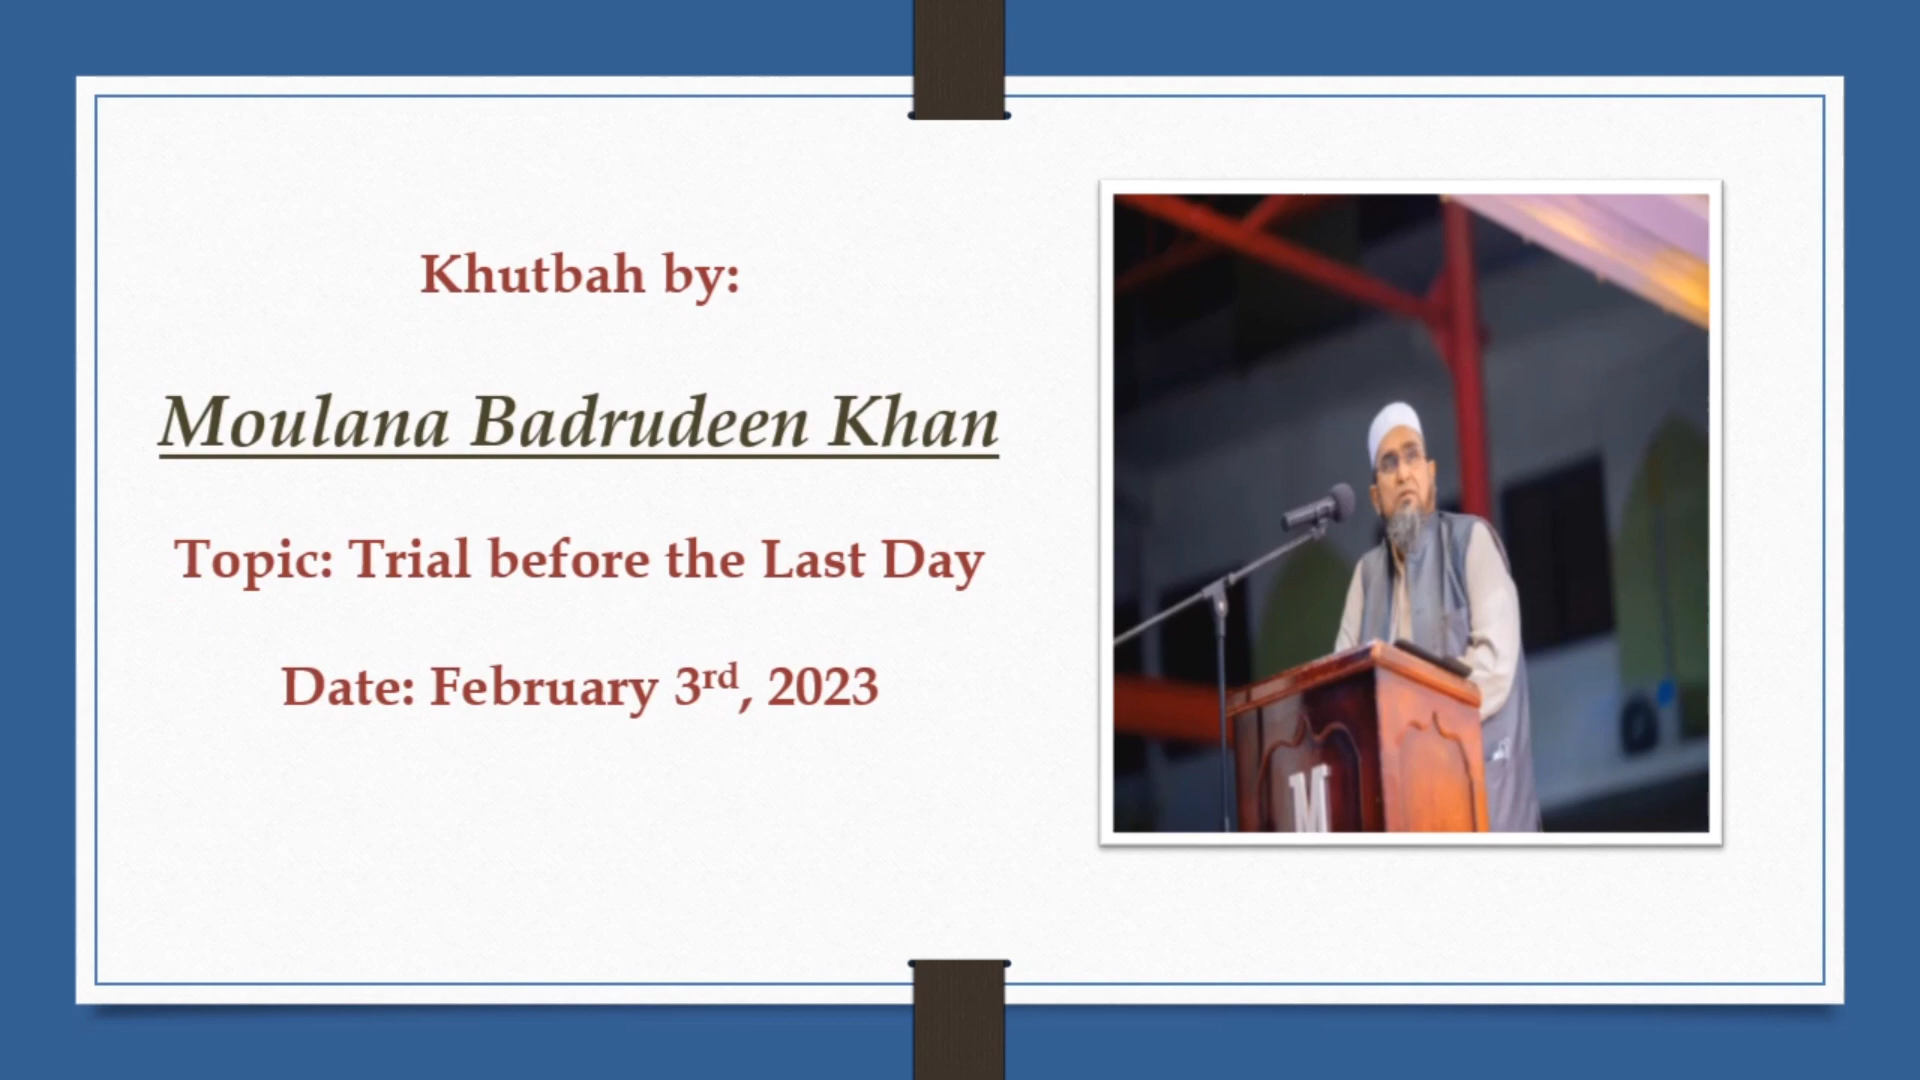 Khutbah by:
Moulana Badrudeen Khan
Topic: Trial before the Last Day
Date: February 3rd, 2023
M